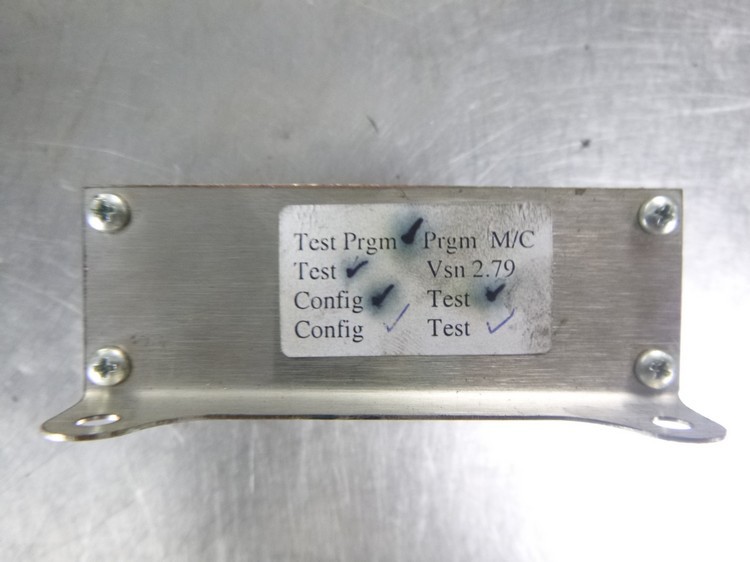 Test Prgm ✓ Prgm M/C
Test ✓ Vsn 2.79
Config ✓ Test ✓
Config ✓ Test ✓